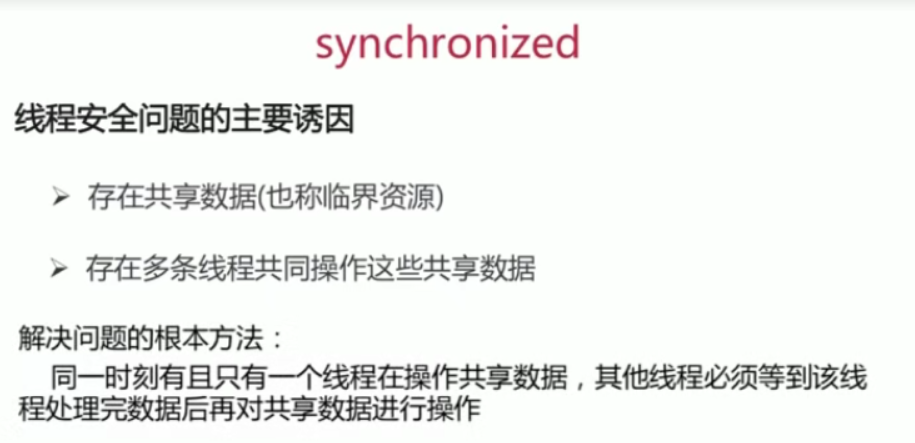 synchronized
线程安全问题的主要诱因
存在共享数据(也称临界资源)
存在多条线程共同操作这些共享数据
解决问题的根本方法：
同一时刻有且只有一个线程在操作共享数据，其他线程必须等到该线
程处理完数据后再对共享数据进行操作